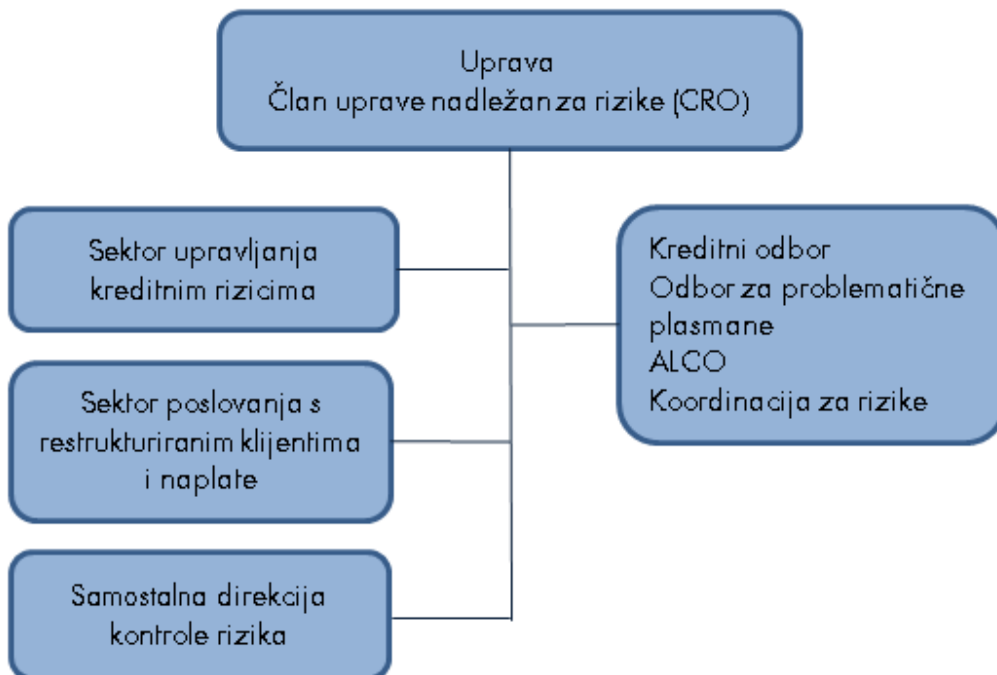 Uprava
Član uprave nadležan za rizike (CRO)
Sektor upravljanja
kreditnim rizicima
Kreditni odbor
Odbor za problematične
plasmane
ALCO
Koordinacija za rizike
Sektor poslovanja s
restrukturiranim klijentima
i naplate
Samostalna direkcija
kontrole rizika